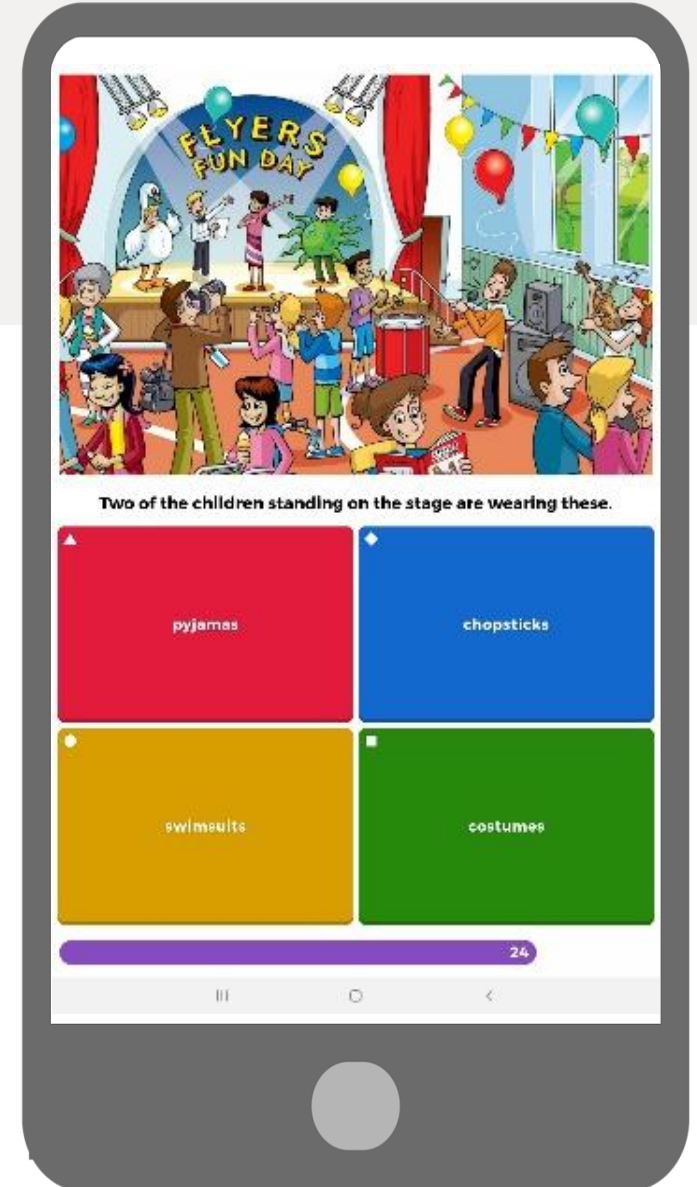 FLYERS
FUN DAY
Two of the children standing on the stage are wearing these.
pyjamas
chopsticks
swimsuits
costumes
24